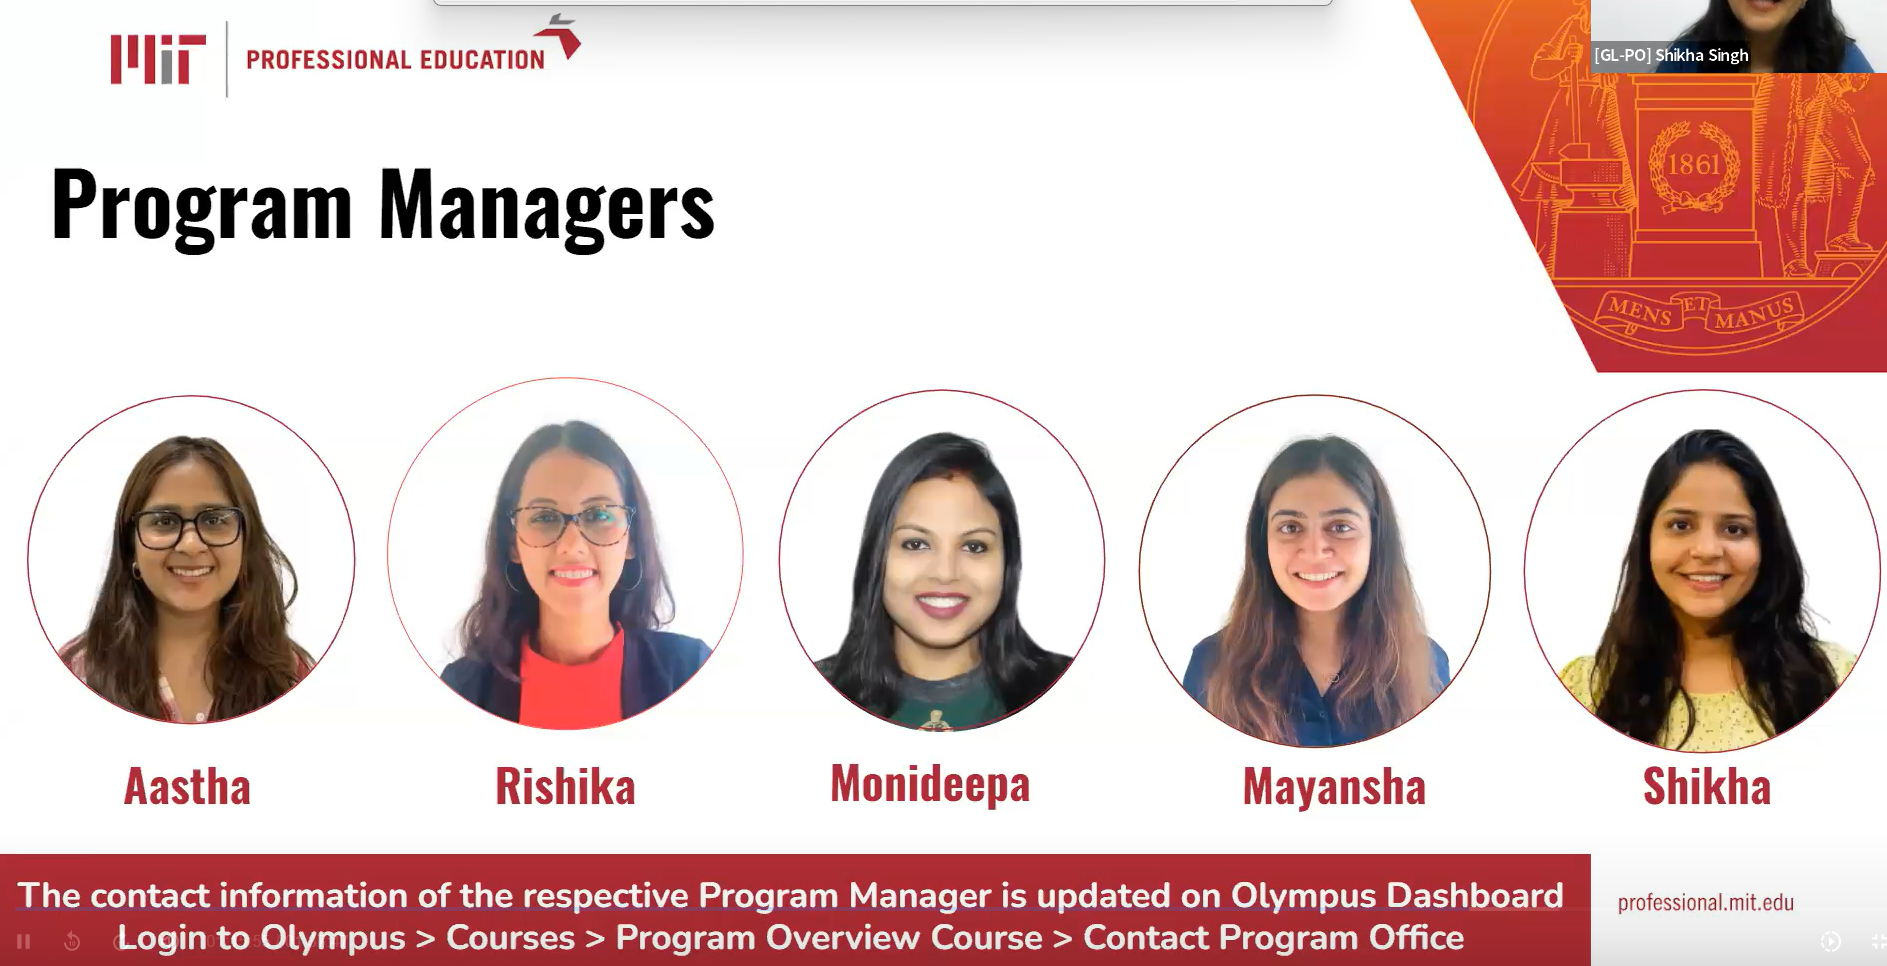 [GL-PO] Shikha Singh
MIT
PROFESSIONAL EDUCATION
1861
MENS ET MANUS
Program Managers
Aastha
Rishika
Monideepa
Mayansha
Shikha
The contact information of the respective Program Manager is updated on Olympus Dashboard
Login to Olympus > Courses > Program Overview Course > Contact Program Office
professional.mit.edu